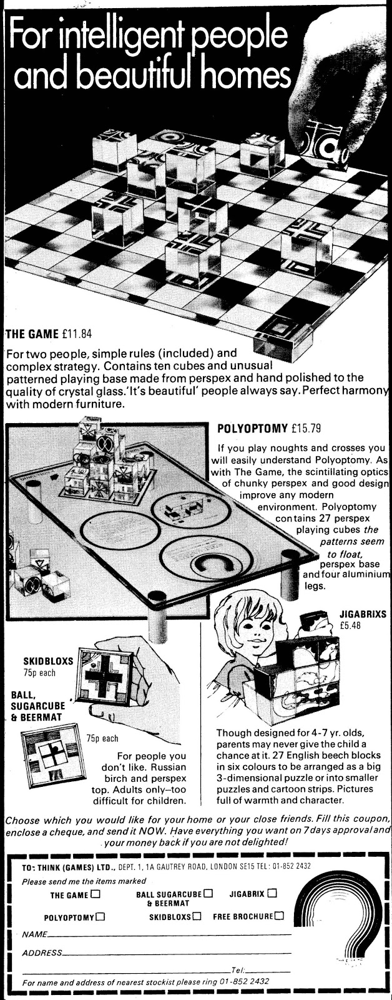 For intelligent people
and beautiful homes
THE GAME £11.84
For two people, simple rules (included) and
complex strategy. Contains ten cubes and unusual
patterned playing base made from perspex and hand polished to the
quality of crystal glass.'It's beautiful' people always say. Perfect harmony
with modern furniture.
POLYOPTOMY £15.79
If you play noughts and crosses you
will easily understand Polyoptomy. As
with The Game, the scintillating optics
of chunky perspex and good design
improve any modern
environment. Polyoptomy
contains 27 perspex
playing cubes the
patterns seem
to float,
perspex base
and four aluminium
legs.
JIGABRIXS
£5.48
SKIDBLOXS
75p each
BALL,
SUGARCUBE
& BEERMAT
75p each
For people you
don't like. Russian
birch and perspex
top. Adults only—too
difficult for children.
Though designed for 4-7 yr. olds,
parents may never give the child a
chance at it. 27 English beech blocks
in six colours to be arranged as a big
3-dimensional puzzle or into smaller
puzzles and cartoon strips. Pictures
full of warmth and character.
Choose which you would like for your home or your close friends. Fill this coupon,
enclose a cheque, and send it NOW. Have everything you want on 7 days approval and
your money back if you are not delighted!
TO: THINK (GAMES) LTD., DEPT. 1, 1A GAUTREY ROAD, LONDON SE15 TEL: 01-852 2432
Please send me the items marked
THE GAME
BALL SUGARCUBE
& BEERMAT
JIGABRIX
POLYOPTOMY
SKIDBLOXS
FREE BROCHURE
NAME
ADDRESS
Tel:
For name and address of nearest stockist please ring 01-852 2432